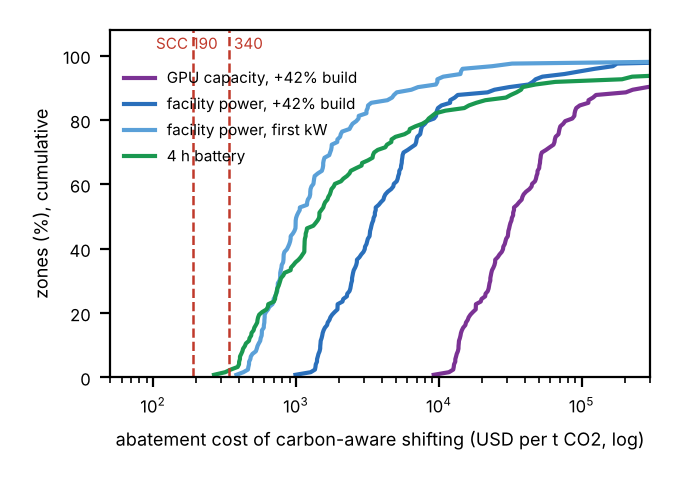 SCC 190
340
GPU capacity, +42% build
facility power, +42% build
facility power, first kW
4 h battery
zones (%), cumulative
100
80
60
40
20
0
10²
10³
10⁴
10⁵
abatement cost of carbon-aware shifting (USD per t CO2, log)